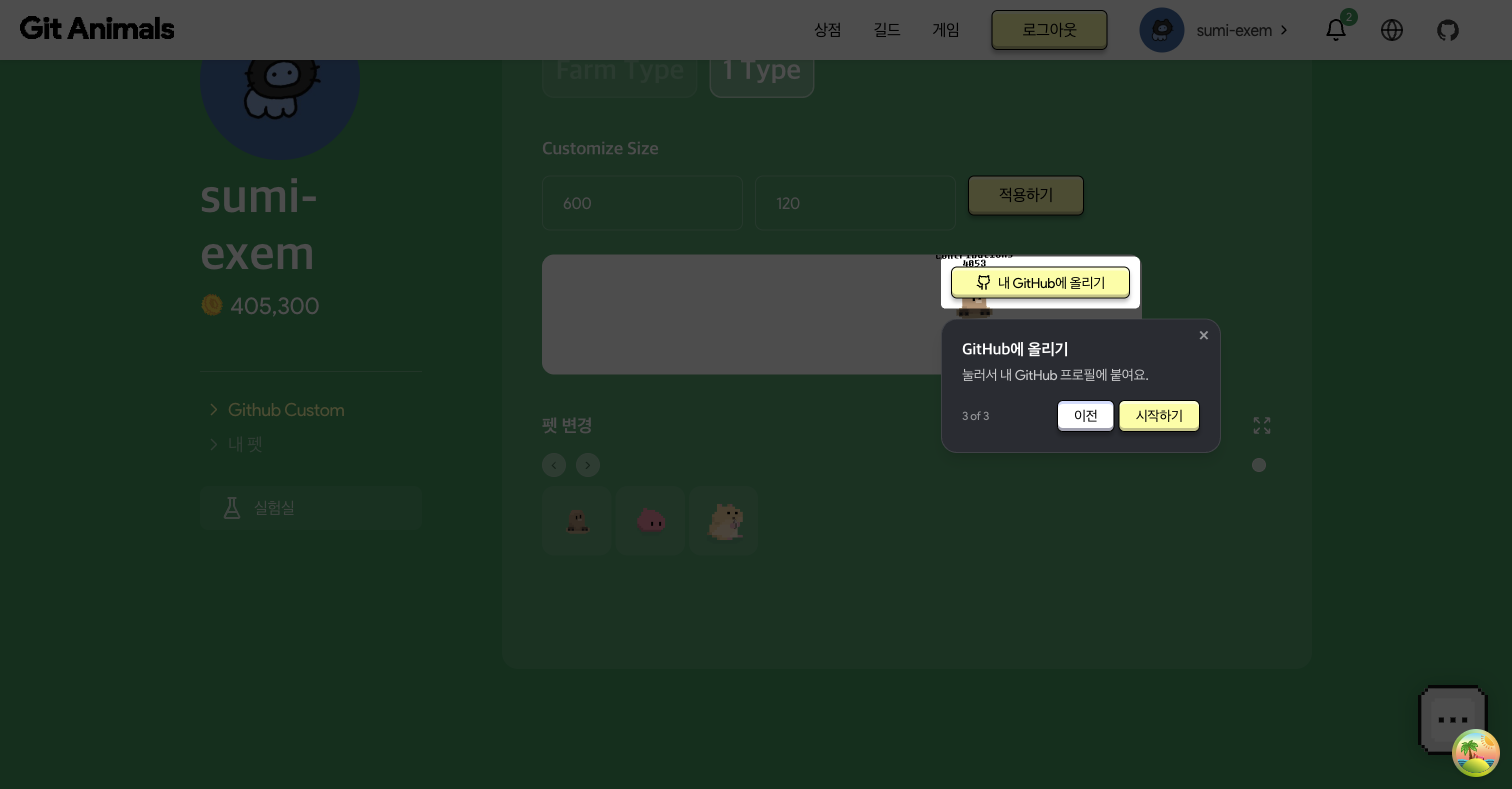 Git Animals
상점
길드
게임
로그아웃
sumi-exem
2
Farm Type
1 Type
sumi-
exem
405,300
Github Custom
내 펫
실험실
Customize Size
600
120
적용하기
4053
내 GitHub에 올리기
GitHub에 올리기
눌러서 내 GitHub 프로필에 붙여요.
3 of 3
이전
시작하기
펫 변경